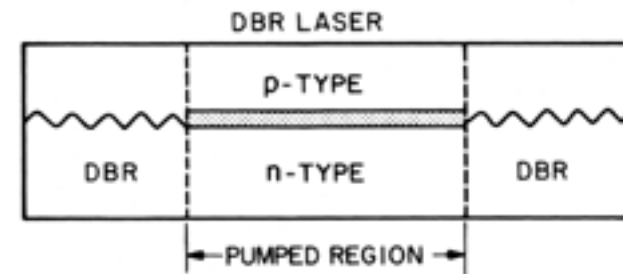 DBR LASER
p-TYPE
DBR n-TYPE DBR
PUMPED REGION